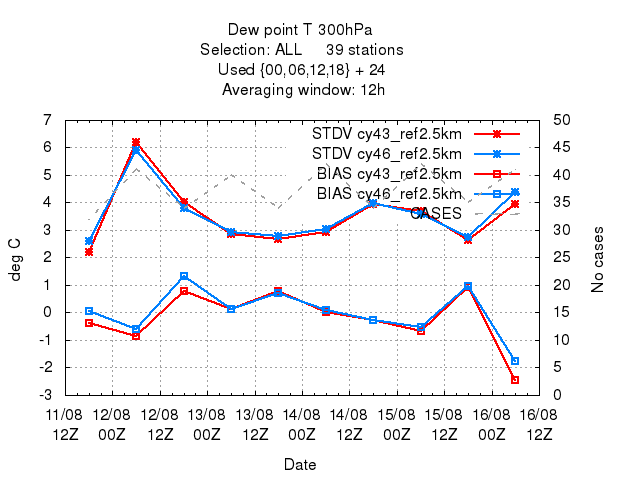 Dew point T 300hPa
Selection: ALL 39 stations
Used {00,06,12,18} + 24
Averaging window: 12h
STDV cy43_ref2.5km
STDV cy46_ref2.5km
BIAS cy43_ref2.5km
BIAS cy46_ref2.5km
CASES
deg C
7
6
5
4
3
2
1
0
-1
-2
-3
No cases
50
45
40
35
30
25
20
15
10
5
0
11/08 12/08 12/08 13/08 13/08 14/08 14/08 15/08 15/08 16/08 16/08
12Z 00Z 12Z 00Z 12Z 00Z 12Z 00Z 12Z 00Z 12Z
Date